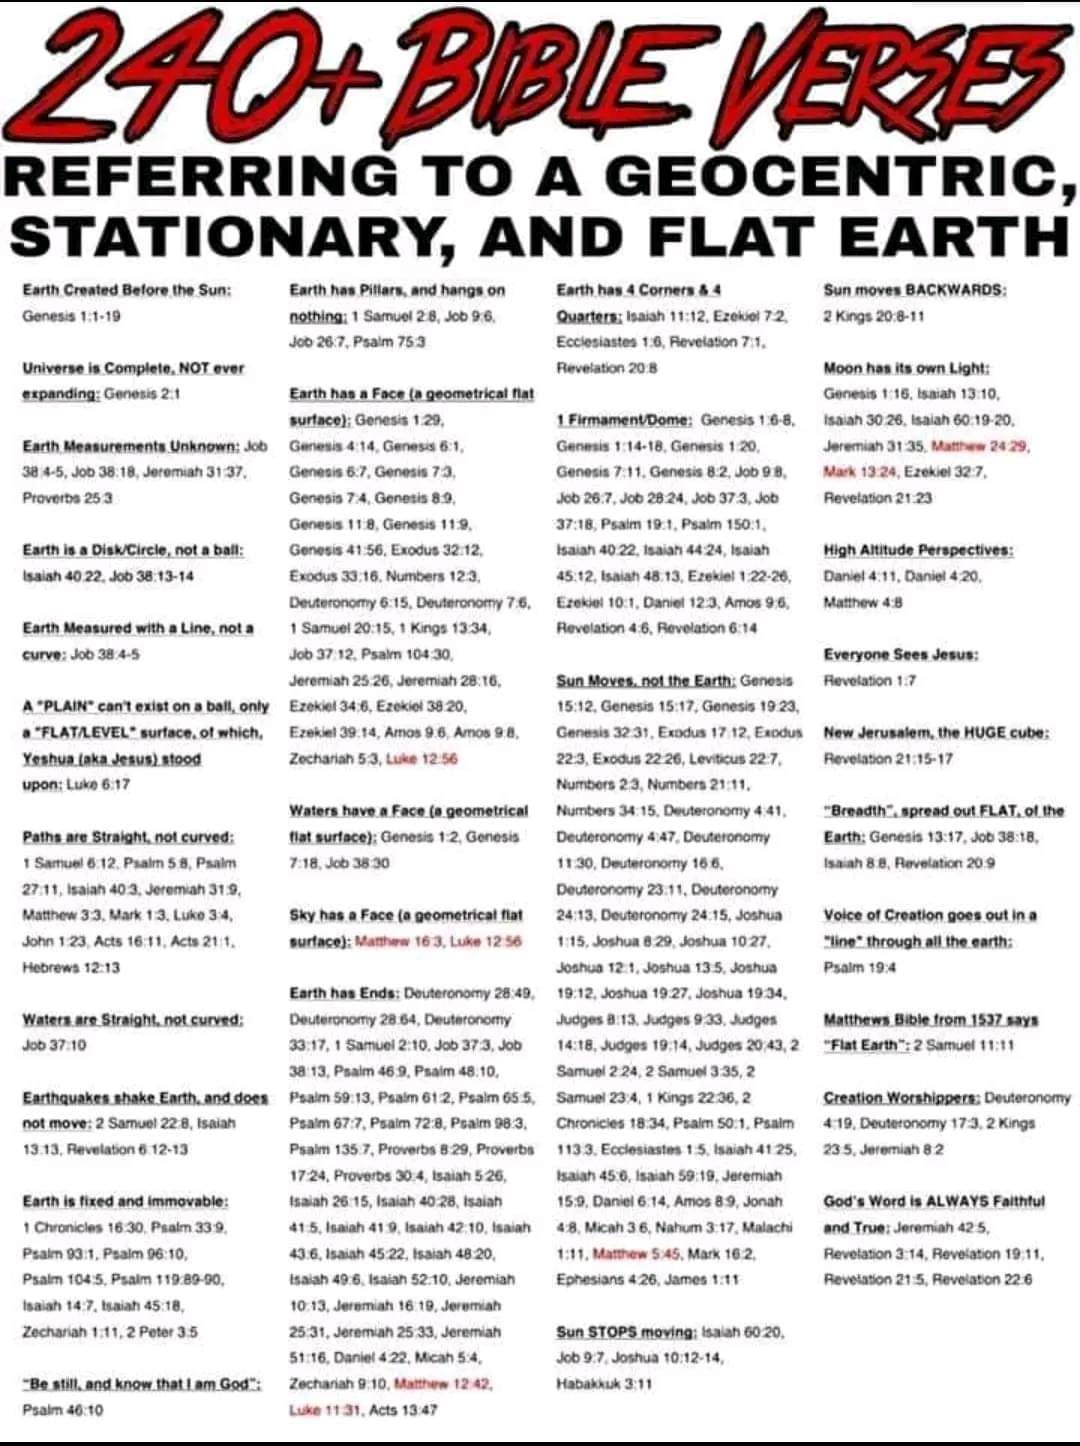 240+ BIBLE VERSES
REFERRING TO A GEOCENTRIC,
STATIONARY, AND FLAT EARTH
Earth Created Before the Sun:
Genesis 1:1-19
Universe is Complete, NOT ever
expanding: Genesis 2:1
Earth Measurements Unknown: Job
38:4-5, Job 38:18, Jeremiah 31:37,
Proverbs 25:3
Earth is a Disk/Circle, not a ball:
Isaiah 40:22, Job 38:13-14
Earth Measured with a Line, not a
curve: Job 38:4-5
A "PLAIN" can't exist on a ball, only
a "FLAT/LEVEL" surface, of which,
Yeshua (aka Jesus) stood
upon: Luke 6:17
Paths are Straight, not curved:
1 Samuel 6:12, Psalm 5:8, Psalm
27:11, Isaiah 40:3, Jeremiah 31:9,
Matthew 3:3, Mark 1:3, Luke 3:4,
John 1:23, Acts 16:11, Acts 21:1,
Hebrews 12:13
Waters are Straight, not curved:
Job 37:10
Earthquakes shake Earth, and does
not move: 2 Samuel 22:8, Isaiah
13:13, Revelation 6:12-13
Earth is fixed and immovable:
1 Chronicles 16:30, Psalm 33:9,
Psalm 93:1, Psalm 96:10,
Psalm 104:5, Psalm 119:89-90,
Isaiah 14:7, Isaiah 45:18,
Zechariah 1:11, 2 Peter 3:5
"Be still, and know that I am God":
Psalm 46:10
Earth has Pillars, and hangs on
nothing: 1 Samuel 2:8, Job 9:6,
Job 26:7, Psalm 75:3
Earth has a Face (a geometrical flat
surface): Genesis 1:29,
Genesis 4:14, Genesis 6:1,
Genesis 6:7, Genesis 7:3,
Genesis 7:4, Genesis 8:9,
Genesis 11:8, Genesis 11:9,
Genesis 41:56, Exodus 32:12,
Exodus 33:16, Numbers 12:3,
Deuteronomy 6:15, Deuteronomy 7:6,
1 Samuel 20:15, 1 Kings 13:34,
Job 37:12, Psalm 104:30,
Jeremiah 25:26, Jeremiah 28:16,
Ezekiel 34:6, Ezekiel 38:20,
Ezekiel 39:14, Amos 9:6, Amos 9:8,
Zechariah 5:3, Luke 12:56
Waters have a Face (a geometrical
flat surface): Genesis 1:2, Genesis
7:18, Job 38:30
Sky has a Face (a geometrical flat
surface): Matthew 16:3, Luke 12:56
Earth has Ends: Deuteronomy 28:49,
Deuteronomy 28:64, Deuteronomy
33:17, 1 Samuel 2:10, Job 37:3, Job
38:13, Psalm 46:9, Psalm 48:10,
Psalm 59:13, Psalm 61:2, Psalm 65:5,
Psalm 67:7, Psalm 72:8, Psalm 98:3,
Psalm 135:7, Proverbs 8:29, Proverbs
17:24, Proverbs 30:4, Isaiah 5:26,
Isaiah 26:15, Isaiah 40:28, Isaiah
41:5, Isaiah 41:9, Isaiah 42:10, Isaiah
43:6, Isaiah 45:22, Isaiah 48:20,
Isaiah 49:6, Isaiah 52:10, Jeremiah
10:13, Jeremiah 16:19, Jeremiah
25:31, Jeremiah 25:33, Jeremiah
51:16, Daniel 4:22, Micah 5:4,
Zechariah 9:10, Matthew 12:42,
Luke 11:31, Acts 13:47
Earth has 4 Corners & 4
Quarters: Isaiah 11:12, Ezekiel 7:2,
Ecclesiastes 1:6, Revelation 7:1,
Revelation 20:8
1 Firmament/Dome: Genesis 1:6-8,
Genesis 1:14-18, Genesis 1:20,
Genesis 7:11, Genesis 8:2, Job 9:8,
Job 26:7, Job 28:24, Job 37:3, Job
37:18, Psalm 19:1, Psalm 150:1,
Isaiah 40:22, Isaiah 44:24, Isaiah
45:12, Isaiah 48:13, Ezekiel 1:22-26,
Ezekiel 10:1, Daniel 12:3, Amos 9:6,
Revelation 4:6, Revelation 6:14
Sun Moves, not the Earth: Genesis
15:12, Genesis 15:17, Genesis 19:23,
Genesis 32:31, Exodus 17:12, Exodus
22:3, Exodus 22:26, Leviticus 22:7,
Numbers 2:3, Numbers 21:11,
Numbers 34:15, Deuteronomy 4:41,
Deuteronomy 4:47, Deuteronomy
11:30, Deuteronomy 16:6,
Deuteronomy 23:11, Deuteronomy
24:13, Deuteronomy 24:15, Joshua
1:15, Joshua 8:29, Joshua 10:27,
Joshua 12:1, Joshua 13:5, Joshua
19:12, Joshua 19:27, Joshua 19:34,
Judges 8:13, Judges 9:33, Judges
14:18, Judges 19:14, Judges 20:43, 2
Samuel 2:24, 2 Samuel 3:35, 2
Samuel 23:4, 1 Kings 22:36, 2
Chronicles 18:34, Psalm 50:1, Psalm
113:3, Ecclesiastes 1:5, Isaiah 41:25,
Isaiah 45:6, Isaiah 59:19, Jeremiah
15:9, Daniel 6:14, Amos 8:9, Jonah
4:8, Micah 3:6, Nahum 3:17, Malachi
1:11, Matthew 5:45, Mark 16:2,
Ephesians 4:26, James 1:11
Sun STOPS moving: Isaiah 60:20,
Job 9:7, Joshua 10:12-14,
Habakkuk 3:11
Sun moves BACKWARDS:
2 Kings 20:8-11
Moon has its own Light:
Genesis 1:16, Isaiah 13:10,
Isaiah 30:26, Isaiah 60:19-20,
Jeremiah 31:35, Matthew 24:29,
Mark 13:24, Ezekiel 32:7,
Revelation 21:23
High Altitude Perspectives:
Daniel 4:11, Daniel 4:20,
Matthew 4:8
Everyone Sees Jesus:
Revelation 1:7
New Jerusalem, the HUGE cube:
Revelation 21:15-17
"Breadth", spread out FLAT, of the
Earth: Genesis 13:17, Job 38:18,
Isaiah 8:8, Revelation 20:9
Voice of Creation goes out in a
"line" through all the earth:
Psalm 19:4
Matthews Bible from 1537 says
"Flat Earth": 2 Samuel 11:11
Creation Worshippers: Deuteronomy
4:19, Deuteronomy 17:3, 2 Kings
23:5, Jeremiah 8:2
God's Word is ALWAYS Faithful
and True: Jeremiah 42:5,
Revelation 3:14, Revelation 19:11,
Revelation 21:5, Revelation 22:6